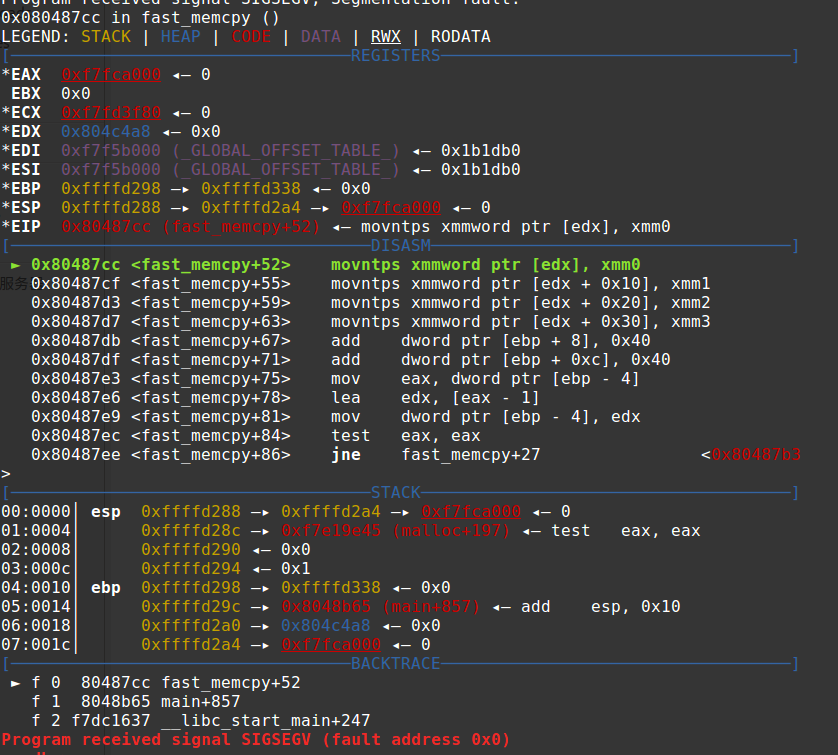 Program received signal SIGSEGV, Segmentation fault.
0x080487cc in fast_memcpy ()
LEGEND: STACK | HEAP | CODE | DATA | RWX | RODATA
[─────REGISTERS─────]
*EAX  0xf7fca000 ◂— 0
 EBX  0x0
*ECX  0xf7fd3f80 ◂— 0
*EDX  0x804c4a8 ◂— 0x0
*EDI  0xf7f5b000 (_GLOBAL_OFFSET_TABLE_) ◂— 0x1b1db0
*ESI  0xf7f5b000 (_GLOBAL_OFFSET_TABLE_) ◂— 0x1b1db0
*EBP  0xffffd298 —▸ 0xffffd338 ◂— 0x0
*ESP  0xffffd288 —▸ 0xffffd2a4 —▸ 0xf7fca000 ◂— 0
*EIP  0x80487cc (fast_memcpy+52) ◂— movntps xmmword ptr [edx], xmm0
[─────DISASM─────]
 ► 0x80487cc <fast_memcpy+52>    movntps xmmword ptr [edx], xmm0
   0x80487cf <fast_memcpy+55>    movntps xmmword ptr [edx + 0x10], xmm1
   0x80487d3 <fast_memcpy+59>    movntps xmmword ptr [edx + 0x20], xmm2
   0x80487d7 <fast_memcpy+63>    movntps xmmword ptr [edx + 0x30], xmm3
   0x80487db <fast_memcpy+67>    add    dword ptr [ebp + 8], 0x40
   0x80487df <fast_memcpy+71>    add    dword ptr [ebp + 0xc], 0x40
   0x80487e3 <fast_memcpy+75>    mov    eax, dword ptr [ebp - 4]
   0x80487e6 <fast_memcpy+78>    lea    edx, [eax - 1]
   0x80487e9 <fast_memcpy+81>    mov    dword ptr [ebp - 4], edx
   0x80487ec <fast_memcpy+84>    test   eax, eax
   0x80487ee <fast_memcpy+86>    jne    fast_memcpy+27                <0x80487b3
>
[─────STACK─────]
00:0000│ esp  0xffffd288 —▸ 0xffffd2a4 —▸ 0xf7fca000 ◂— 0
01:0004│      0xffffd28c —▸ 0xf7e19e45 (malloc+197) ◂— test   eax, eax
02:0008│      0xffffd290 ◂— 0x0
03:000c│      0xffffd294 ◂— 0x1
04:0010│ ebp  0xffffd298 —▸ 0xffffd338 ◂— 0x0
05:0014│      0xffffd29c —▸ 0x8048b65 (main+857) ◂— add    esp, 0x10
06:0018│      0xffffd2a0 —▸ 0x804c4a8 ◂— 0x0
07:001c│      0xffffd2a4 —▸ 0xf7fca000 ◂— 0
[─────BACKTRACE─────]
 ► f 0  80487cc fast_memcpy+52
   f 1  8048b65 main+857
   f 2 f7dc1637 __libc_start_main+247
Program received signal SIGSEGV (fault address 0x0)